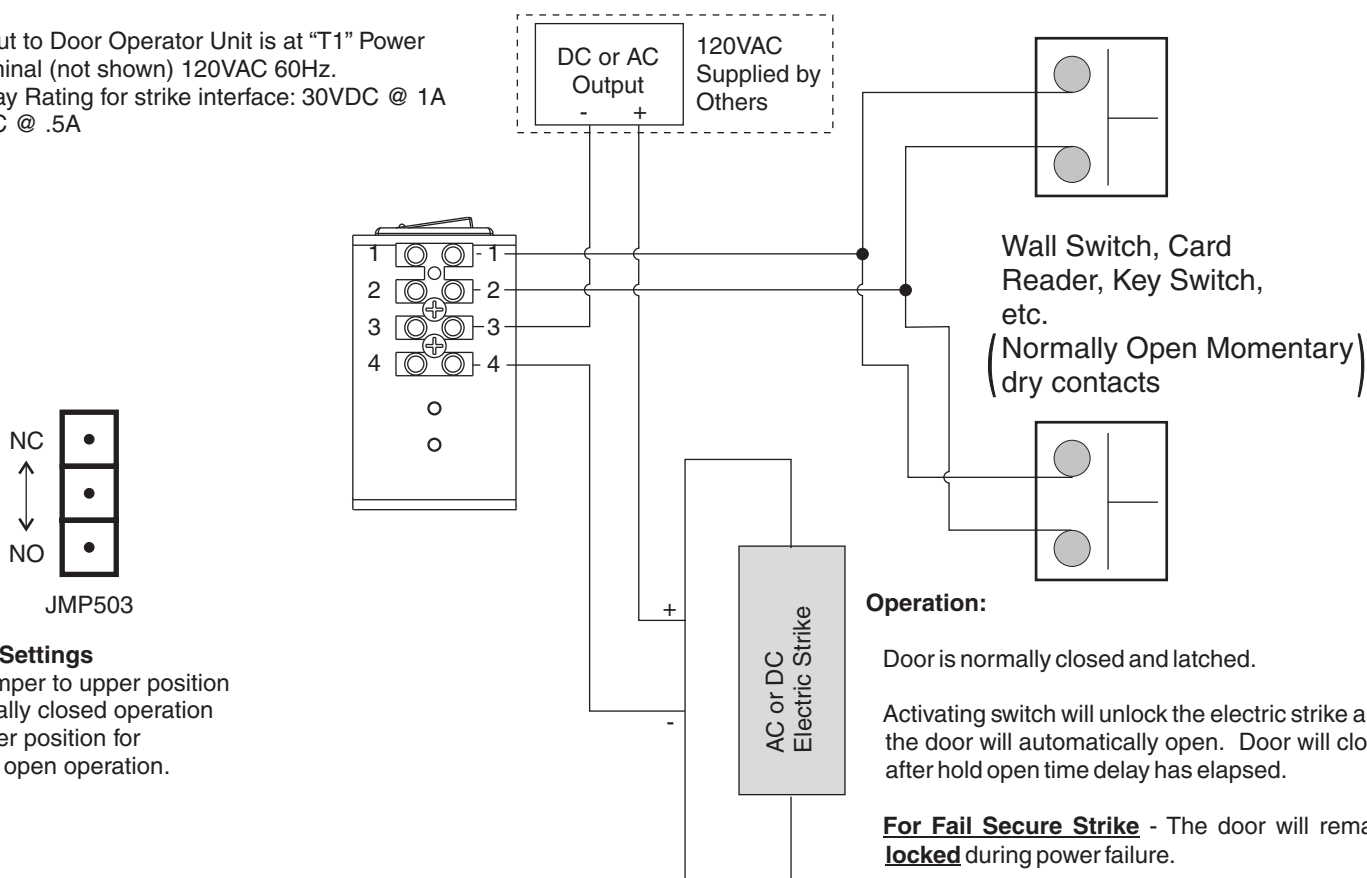 ut to Door Operator Unit is at “T1” Power
minal (not shown) 120VAC 60Hz.
ay Rating for strike interface: 30VDC @ 1A
C @ .5A
DC or AC
Output
- +
120VAC
Supplied by
Others
1 - 1
2 - 2
3 - 3
4 - 4
Wall Switch, Card
Reader, Key Switch,
etc.
(Normally Open Momentary
dry contacts)
NC
NO
JMP503
Settings
mper to upper position
ally closed operation
er position for
open operation.
+
-
AC or DC
Electric Strike
Operation:
Door is normally closed and latched.
Activating switch will unlock the electric strike a
the door will automatically open. Door will clo
after hold open time delay has elapsed.
For Fail Secure Strike - The door will rema
locked during power failure.